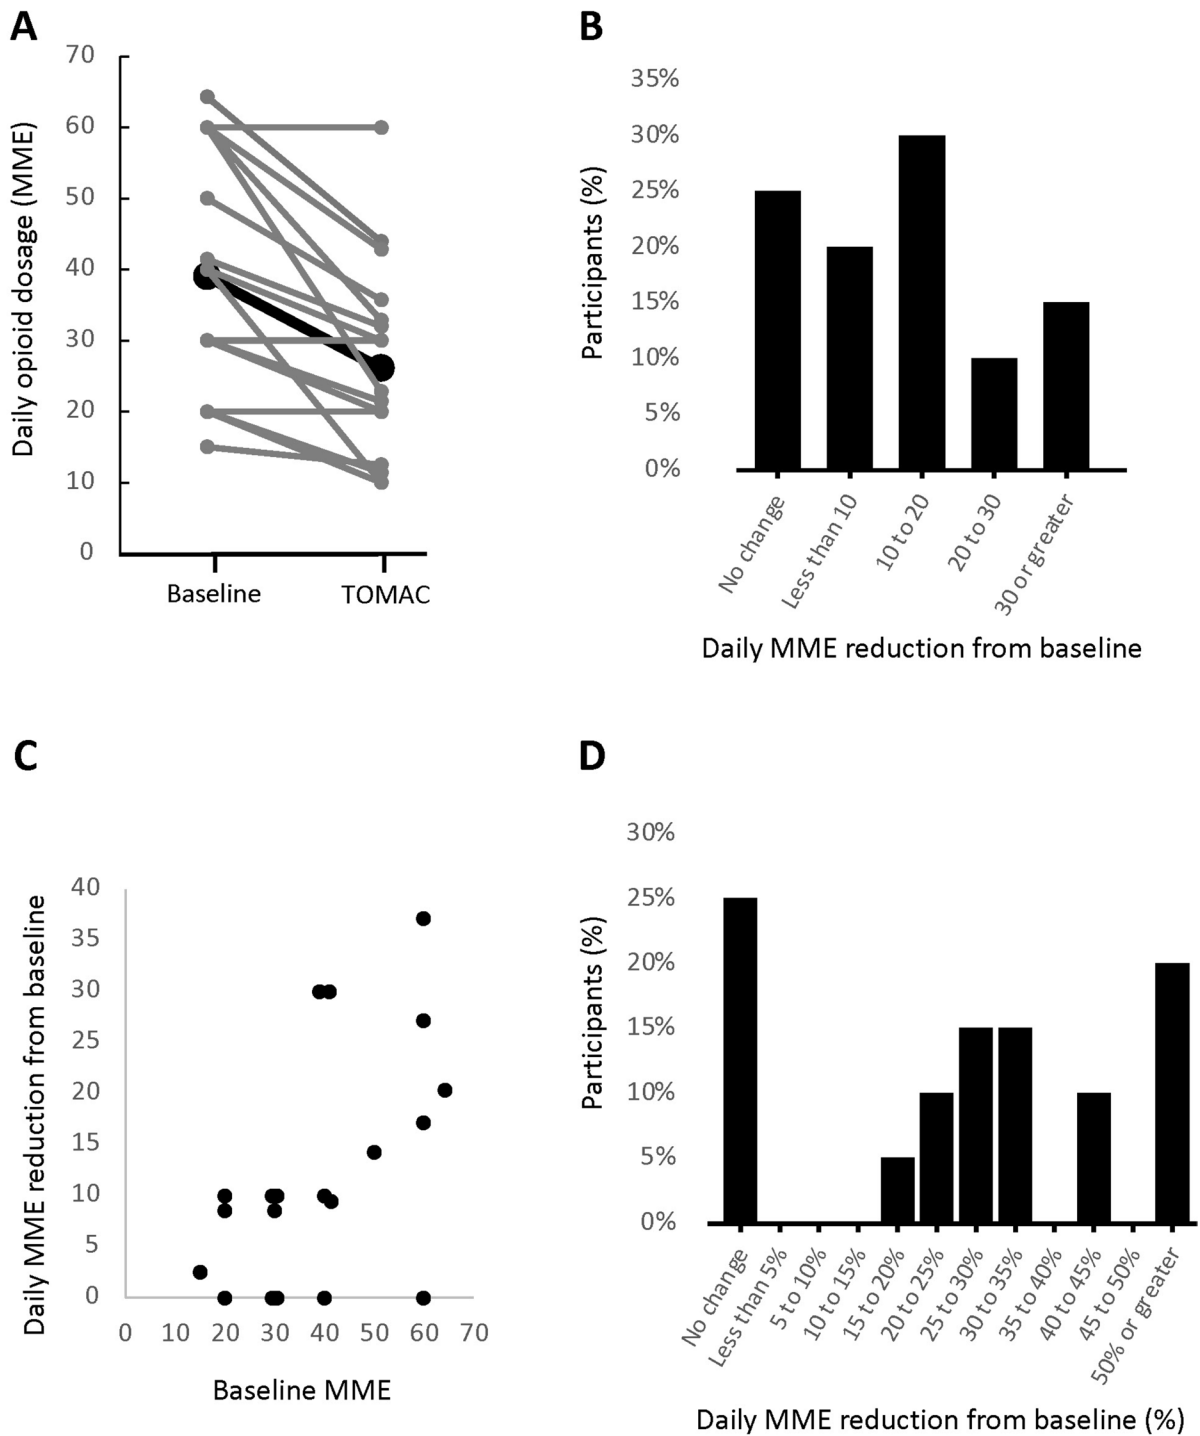 A
Daily opioid dosage (MME)
70
60
50
40
30
20
10
0
Baseline
TOMAC
B
Participants (%)
35%
30%
25%
20%
15%
10%
5%
0%
No change
Less than 10
10 to 20
20 to 30
30 or greater
Daily MME reduction from baseline
C
Daily MME reduction from baseline
40
35
30
25
20
15
10
5
0
0 10 20 30 40 50 60 70
Baseline MME
D
Participants (%)
30%
25%
20%
15%
10%
5%
0%
No change
Less than 5%
5 to 10%
10 to 15%
15 to 20%
20 to 25%
25 to 30%
30 to 35%
35 to 40%
40 to 45%
45 to 50%
50% or greater
Daily MME reduction from baseline (%)